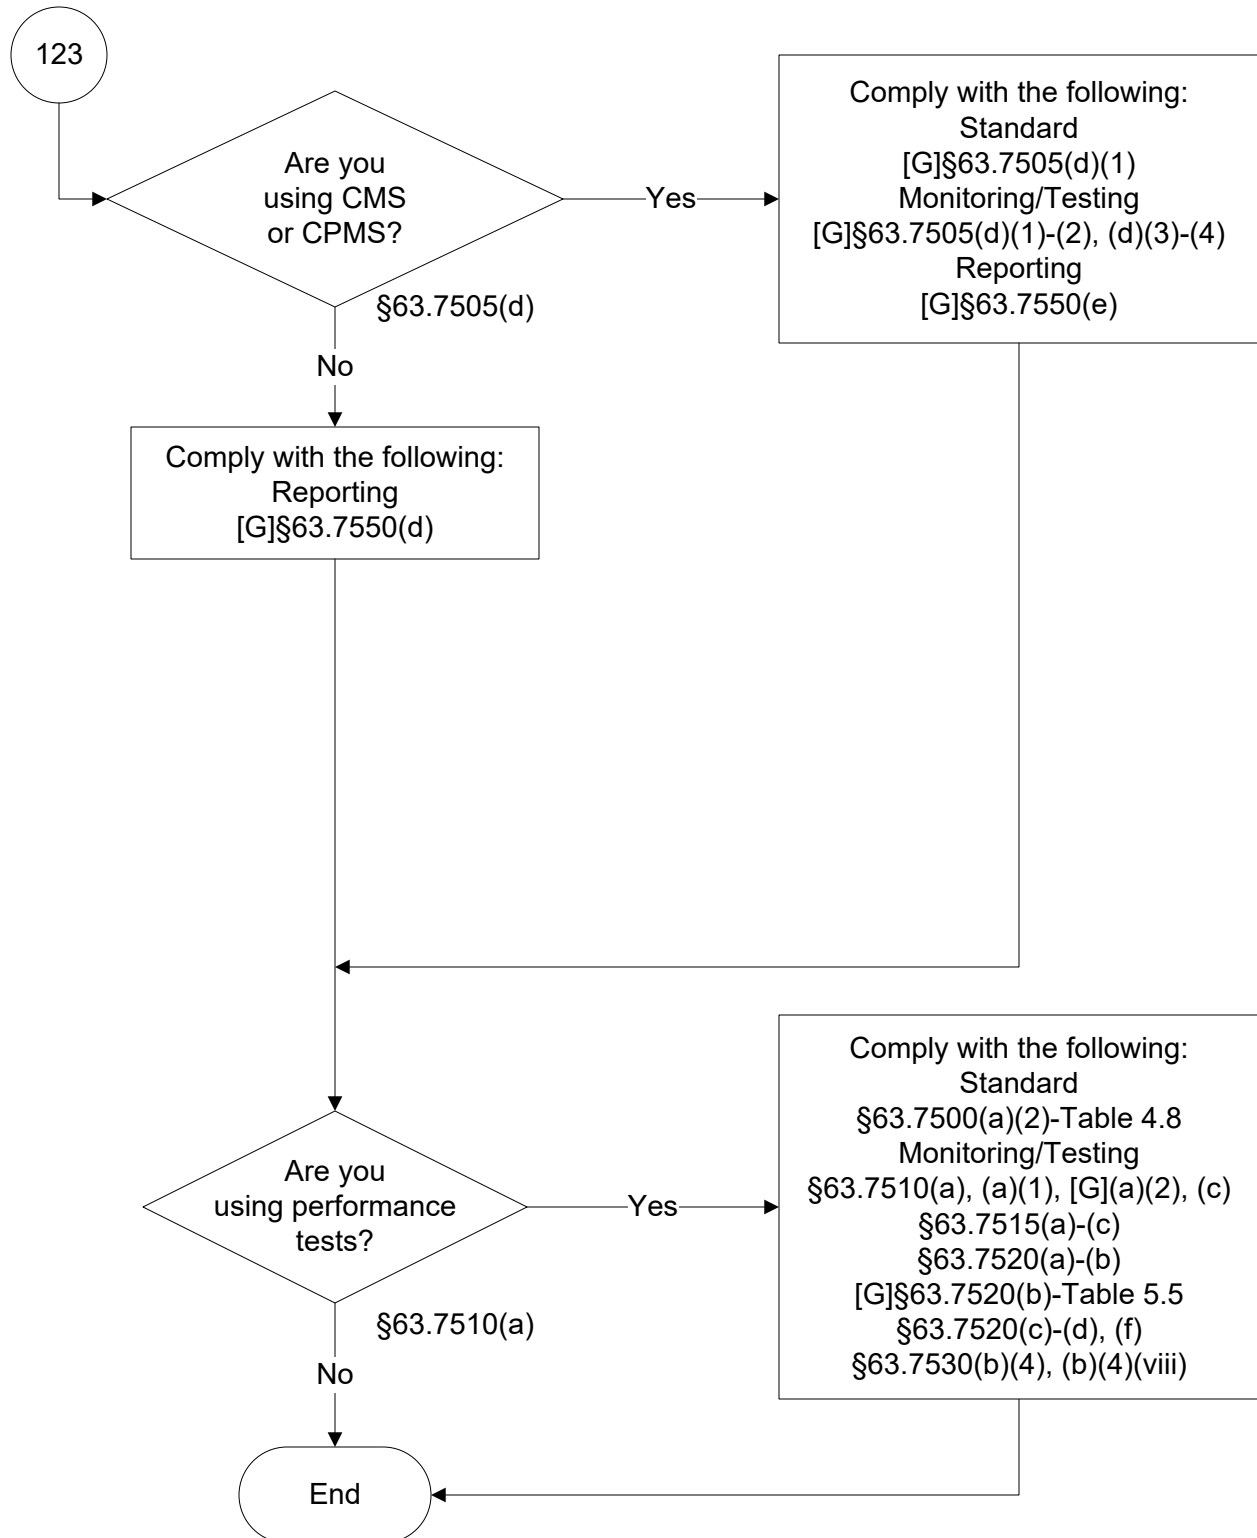 123
Are you
using CMS
or CPMS?
§63.7505(d)
Yes
Comply with the following:
Standard
[G]§63.7505(d)(1)
Monitoring/Testing
[G]§63.7505(d)(1)-(2), (d)(3)-(4)
Reporting
[G]§63.7550(e)
No
Comply with the following:
Reporting
[G]§63.7550(d)
Are you
using performance
tests?
§63.7510(a)
Yes
Comply with the following:
Standard
§63.7500(a)(2)-Table 4.8
Monitoring/Testing
§63.7510(a), (a)(1), [G](a)(2), (c)
§63.7515(a)-(c)
§63.7520(a)-(b)
[G]§63.7520(b)-Table 5.5
§63.7520(c)-(d), (f)
§63.7530(b)(4), (b)(4)(viii)
No
End